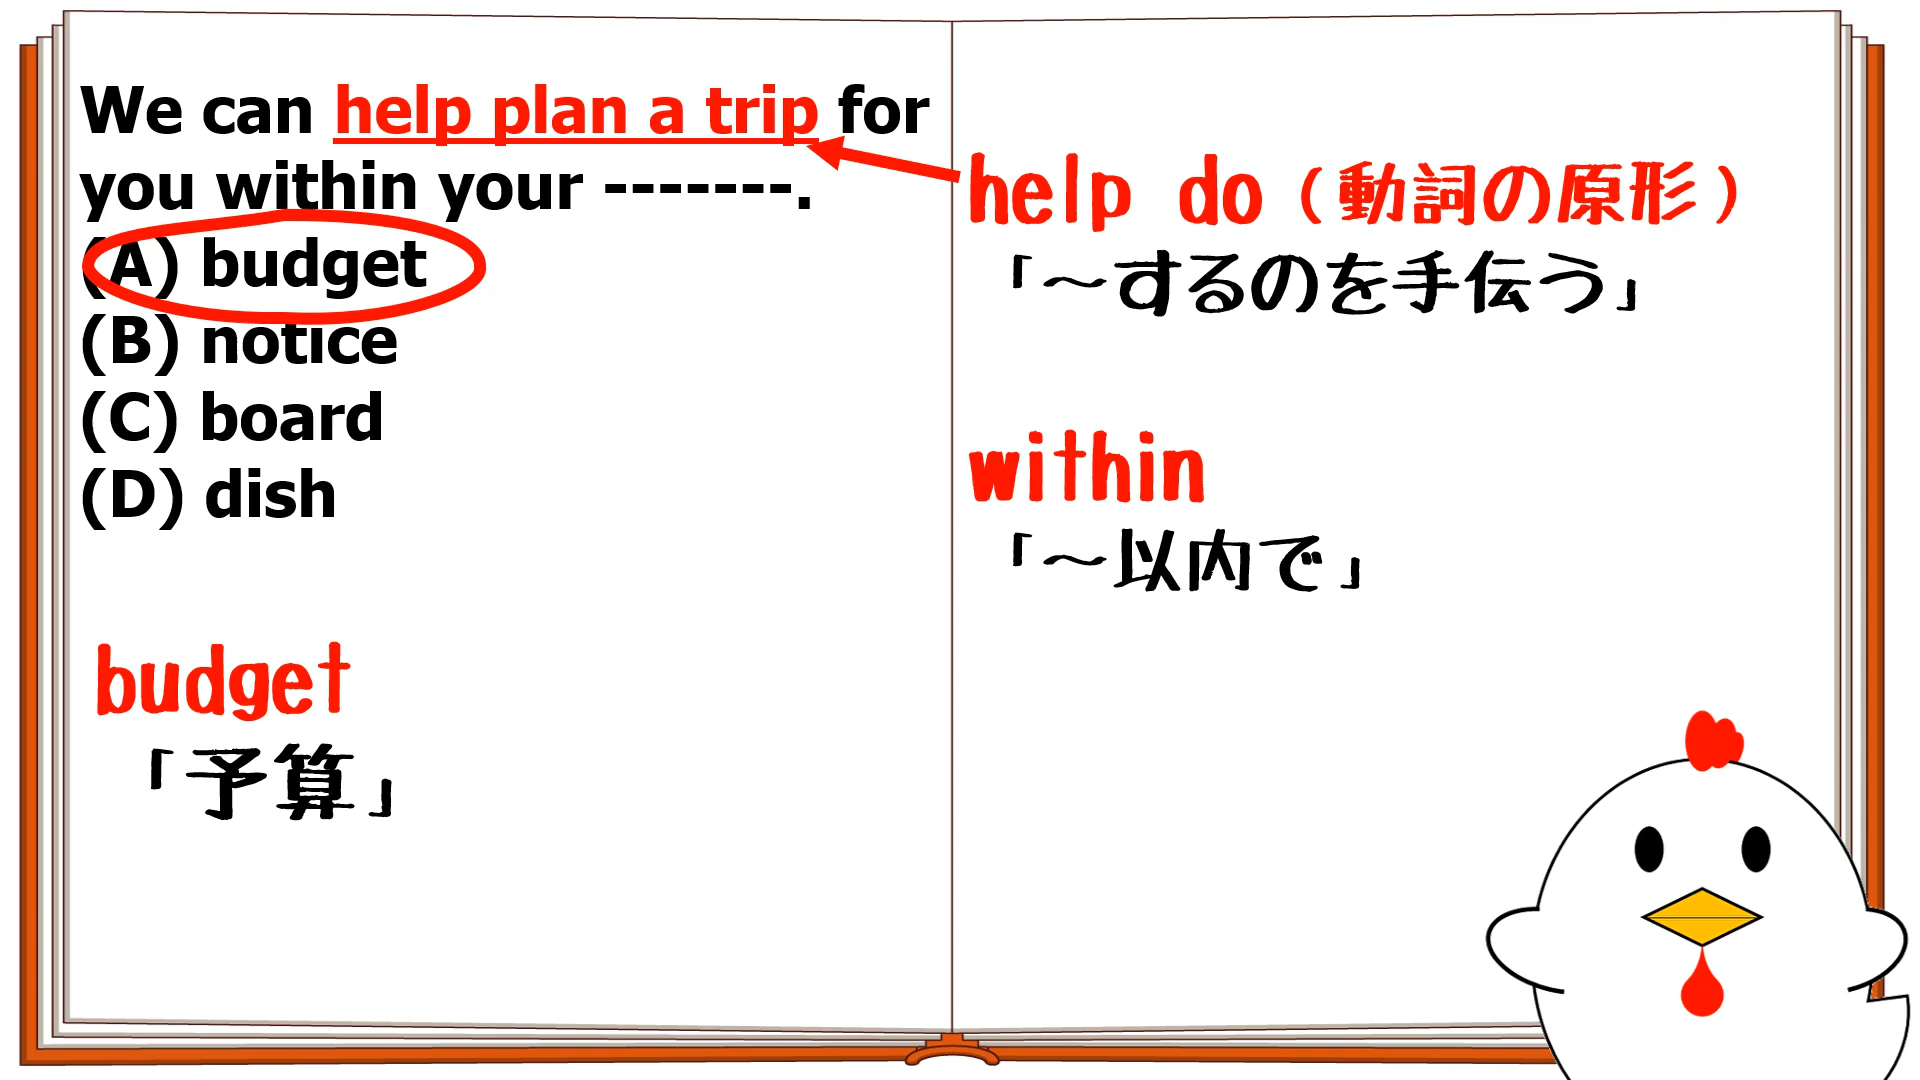 We can help plan a trip for
you within your -------.
(A) budget
(B) notice
(C) board
(D) dish
budget
「予算」
help do（動詞の原形）
「～するのを手伝う」
within
「～以内で」